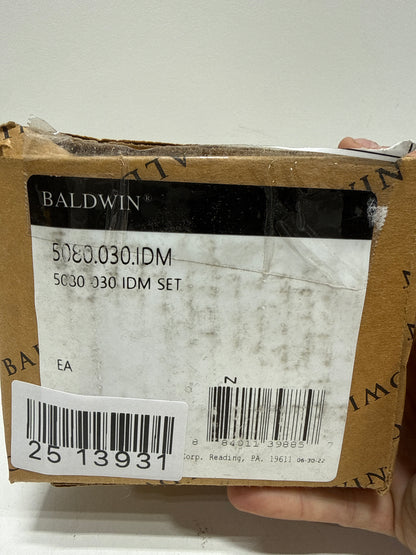 BALDWIN®
5080.030.IDM
5080 030 IDM SET
EA
N
8 84011 39885 7
25 13931
Corp. Reading, PA, 19611 06-30-22